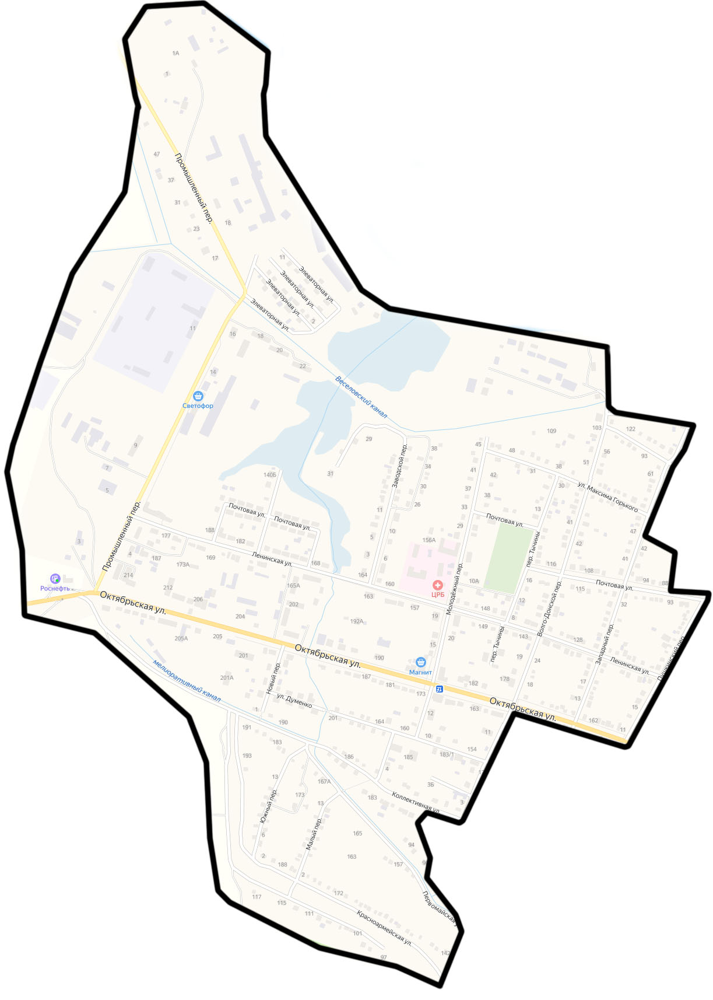 1А
1
47
Промышленный пер.
37
31
18
23
17
11
Элеваторная ул.
Элеваторная ул.
Элеваторная ул.
Элеваторная ул.
2
11
16
18
20
22
14
Веселовский канал
Светофор
103
122
109
29
9
45
38
48
56
93
51
Заводской пер.
7
31
140Б
34
41
42
31
38
61
5
30
37
38
30
ул. Максима Горького
Почтовая ул.
Почтовая ул.
26
11
33
13
Почтовая ул.
41
Промышленный пер.
188
177
10
29
47
3
182
5
156А
пер. Тычины
42
42
4
187
173А
169
Ленинская ул.
168
3
6
116
108
41
214
164
160
10А
16
94
88
Роснефть
212
165А
ЦРБ
115
Почтовая ул.
Октябрьская ул.
206
202
163
157
Молодёжный пер.
148
12
Волго-Донской пер.
32
93
204
192А
19
149
8
143
205А
205
20
128
Западный пер.
Октябрьская ул.
15
пер. Тычины
201
190
19
24
Ленинская ул.
мелиоративный канал
Магнит
201А
Новый пер.
187
181
182
178
18
17
Пушкинский пер.
173
ул. Думенко
13
1
201
12
163
Октябрьская ул.
15
191
190
164
160
10
11
162
11
183
193
186
185
183/1
154
4
13
167А
3Б
173
183
Коллективная ул.
3
Южный пер.
13
6
Малый пер.
165
94
2
188
163
157
2
172
Первомайская
117
115
111
Красноармейская ул.
101
97
142